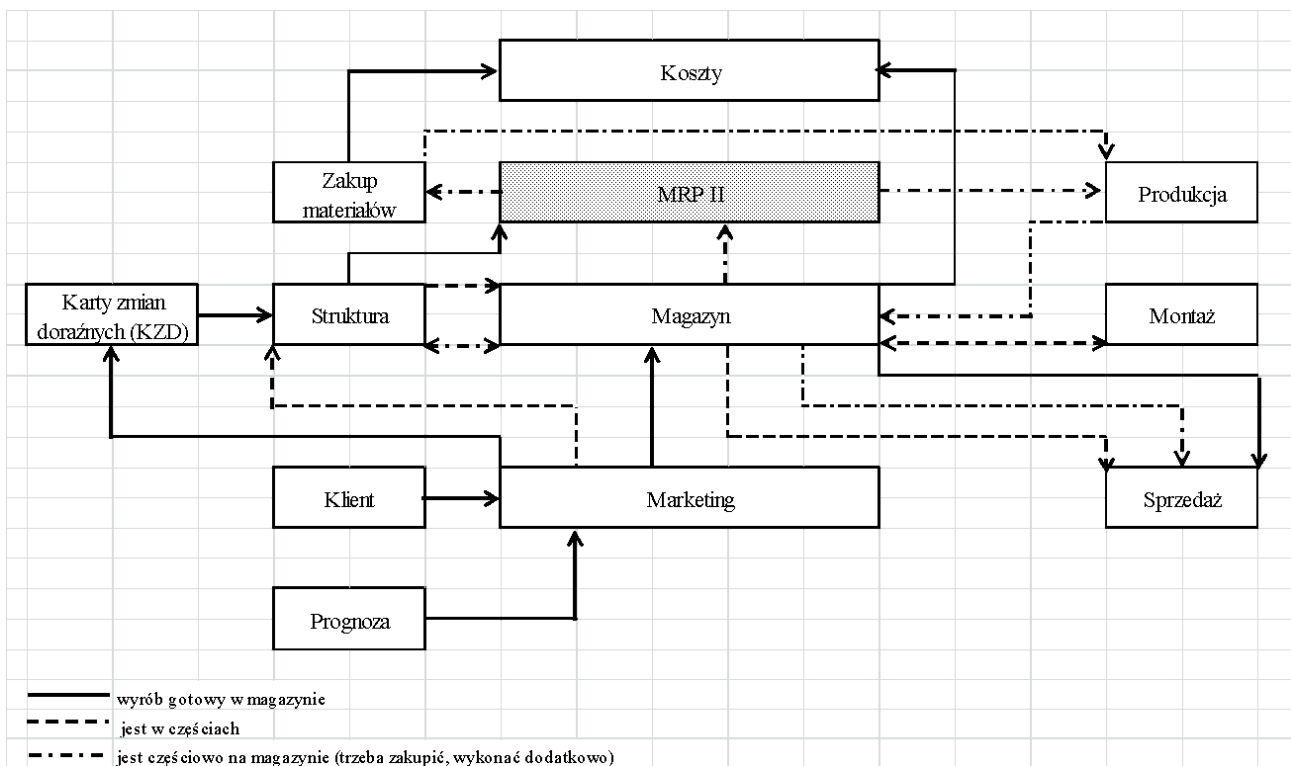 Koszty
Zakup
materiałów
MRP II
Produkcja
Karty zmian
doraźnych (KZD)
Struktura
Magazyn
Montaż
Klient
Marketing
Sprzedaż
Prognoza
wyrób gotowy w magazynie
jest w częściach
jest częściowo na magazynie (trzeba zakupić, wykonać dodatkowo)